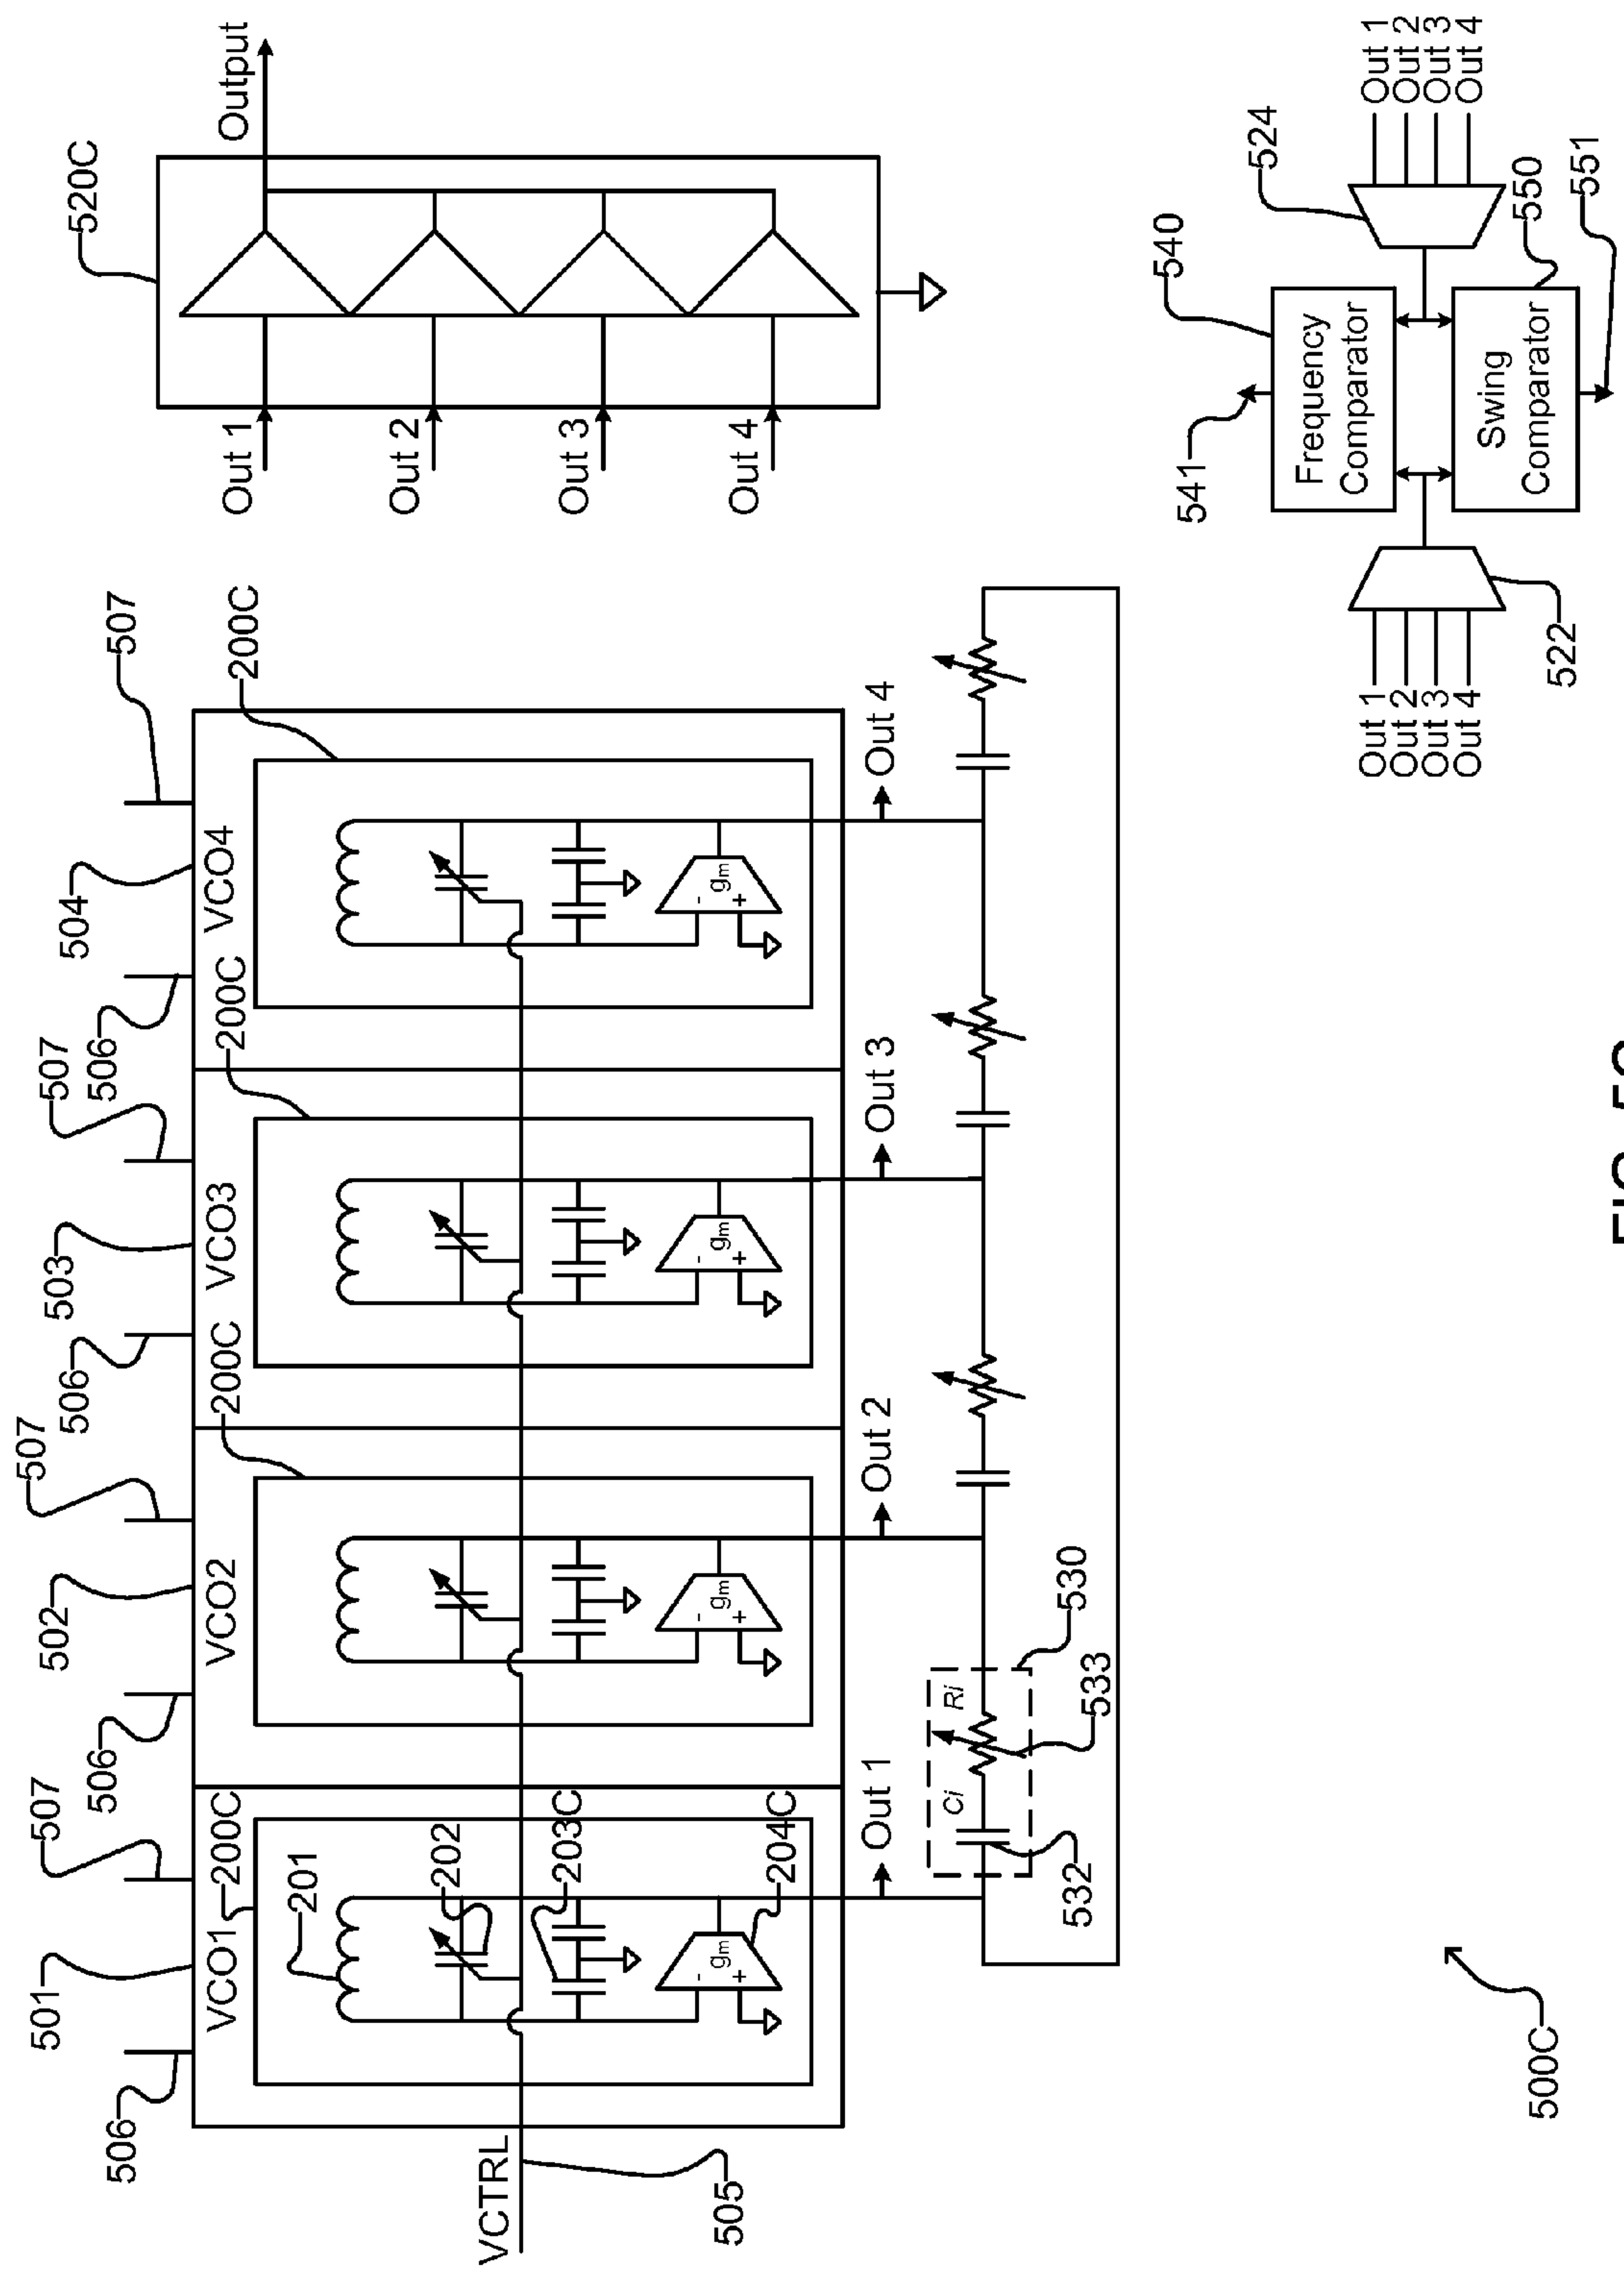 506
501
507
506
502
507
506
503
507
506
504
507
VCO1
200C
VCO2
200C
VCO3
200C
VCO4
200C
201
202
203C
204C
gm
-
+
gm
-
+
gm
-
+
gm
-
+
VCTRL
505
Out 1
Out 2
Out 3
Out 4
Ci
Ri
530
532
533
520C
Out 1
Out 2
Out 3
Out 4
Output
541
540
Frequency
Comparator
Swing
Comparator
550
551
522
524
Out 1
Out 2
Out 3
Out 4
Out 1
Out 2
Out 3
Out 4
500C